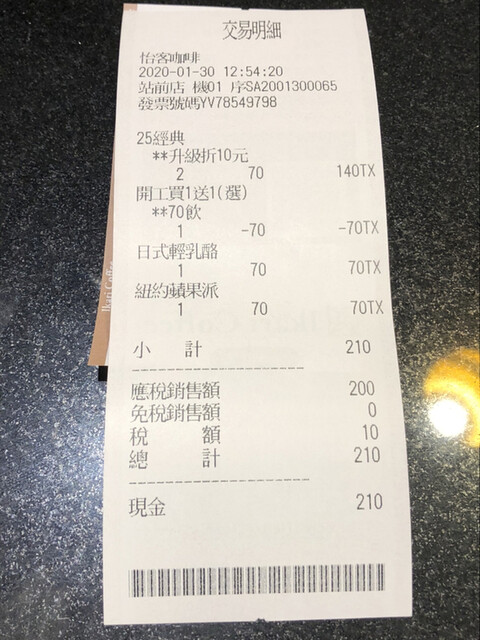 交易明細
怡客咖啡
2020-01-30 12:54:20
站前店 機01 序SA2001300065
發票號碼YV78549798
25經典
**升級折10元
2 70 140TX
開工買1送1(選)
**70飲
1 -70 -70TX
日式輕乳酪
1 70 70TX
紐約蘋果派
1 70 70TX
小 計 210
--------------------
應稅銷售額 200
免稅銷售額 0
稅 額 10
總 計 210
--------------------
現金 210